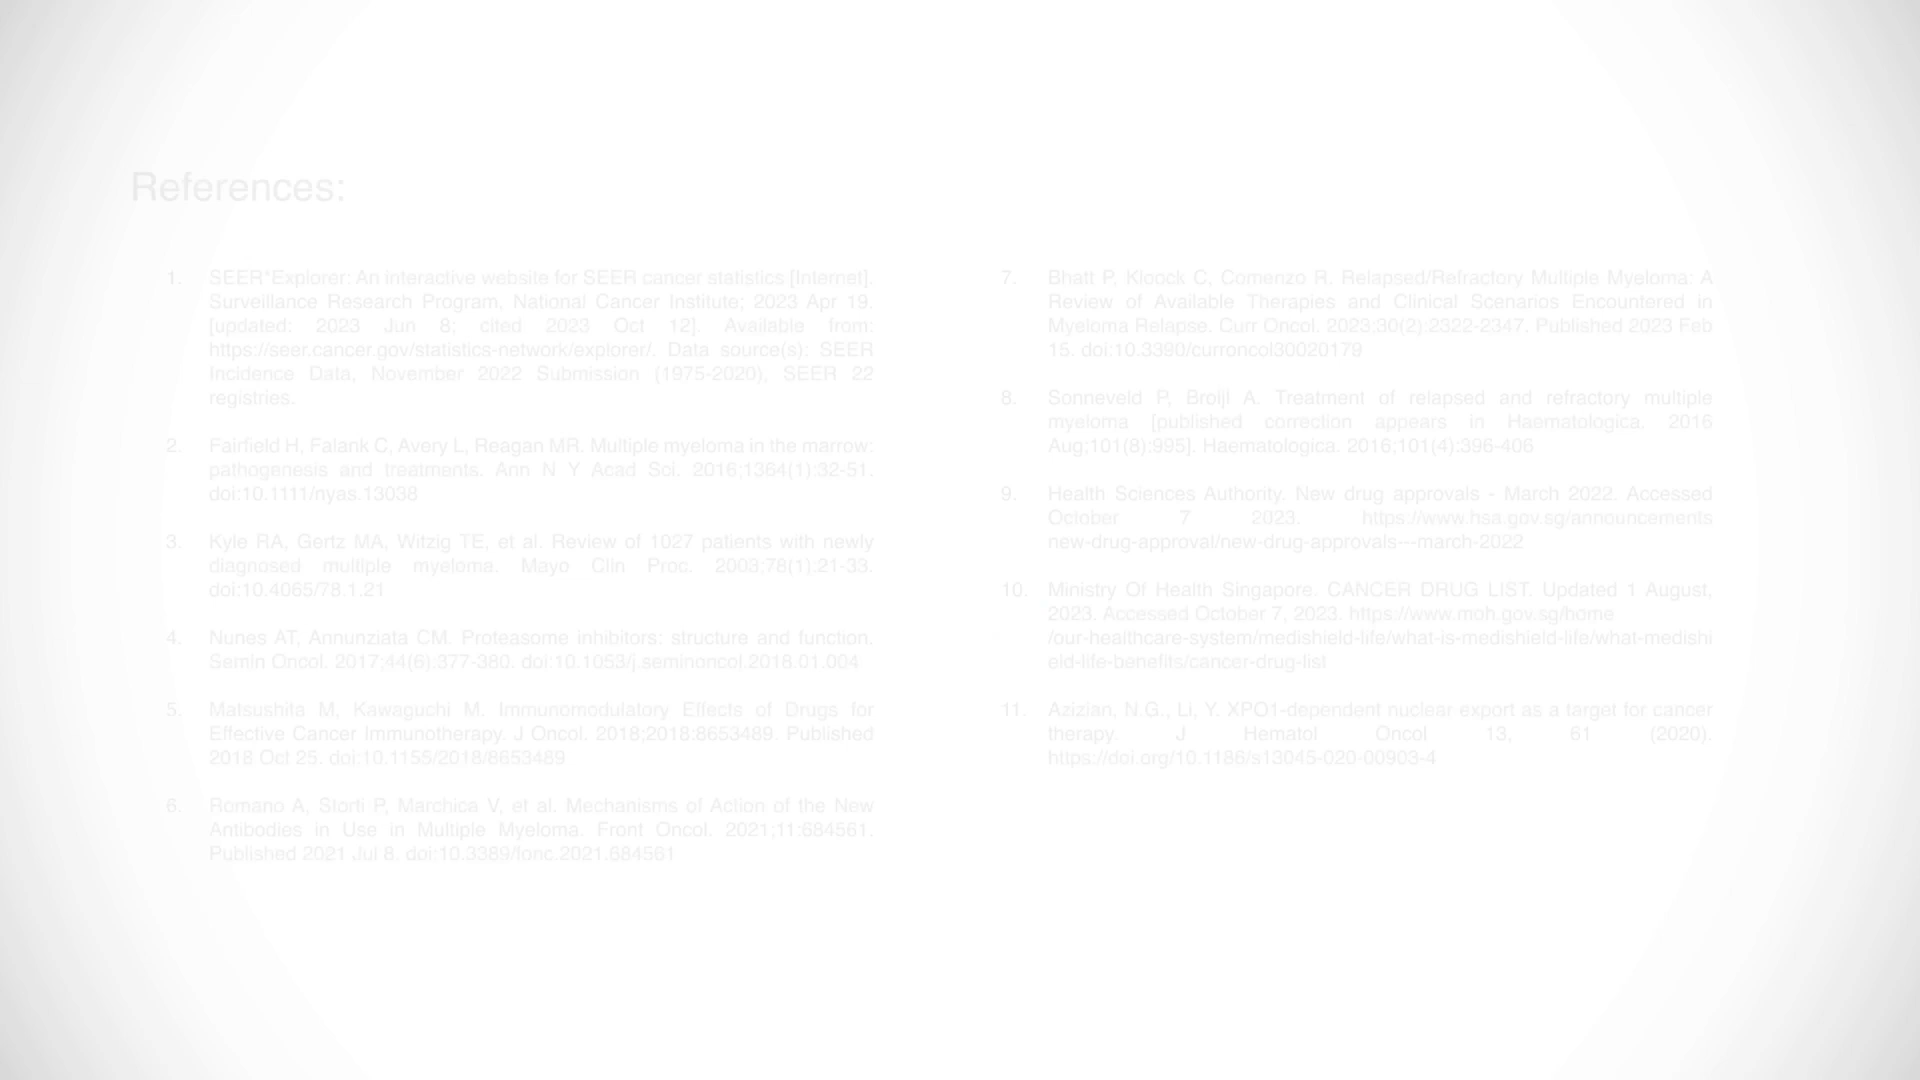 References:
1. SEER*Explorer: An interactive website for SEER cancer statistics [Internet].
Surveillance Research Program, National Cancer Institute; 2023 Apr 19.
[updated: 2023 Jun 8; cited 2023 Oct 12]. Available from:
https://seer.cancer.gov/statistics-network/explorer/. Data source(s): SEER
Incidence Data, November 2022 Submission (1975-2020), SEER 22
registries.
2. Fairfield H, Falank C, Avery L, Reagan MR. Multiple myeloma in the marrow:
pathogenesis and treatments. Ann N Y Acad Sci. 2016;1364(1):32-51.
doi:10.1111/nyas.13038
3. Kyle RA, Gertz MA, Witzig TE, et al. Review of 1027 patients with newly
diagnosed multiple myeloma. Mayo Clin Proc. 2003;78(1):21-33.
doi:10.4065/78.1.21
4. Nunes AT, Annunziata CM. Proteasome inhibitors: structure and function.
Semin Oncol. 2017;44(6):377-380. doi:10.1053/j.seminoncol.2018.01.004
5. Matsushita M, Kawaguchi M. Immunomodulatory Effects of Drugs for
Effective Cancer Immunotherapy. J Oncol. 2018;2018:8653489. Published
2018 Oct 25. doi:10.1155/2018/8653489
6. Romano A, Storti P, Marchica V, et al. Mechanisms of Action of the New
Antibodies in Use in Multiple Myeloma. Front Oncol. 2021;11:684561.
Published 2021 Jul 8. doi:10.3389/fonc.2021.684561
7. Bhatt P, Kloock C, Comenzo R. Relapsed/Refractory Multiple Myeloma: A
Review of Available Therapies and Clinical Scenarios Encountered in
Myeloma Relapse. Curr Oncol. 2023;30(2):2322-2347. Published 2023 Feb
15. doi:10.3390/curroncol30020179
8. Sonneveld P, Broijl A. Treatment of relapsed and refractory multiple
myeloma [published correction appears in Haematologica. 2016
Aug;101(8):995]. Haematologica. 2016;101(4):396-406
9. Health Sciences Authority. New drug approvals - March 2022. Accessed
October 7 2023. https://www.hsa.gov.sg/announcements
new-drug-approval/new-drug-approvals---march-2022
10. Ministry Of Health Singapore. CANCER DRUG LIST. Updated 1 August,
2023. Accessed October 7, 2023. https://www.moh.gov.sg/home
/our-healthcare-system/medishield-life/what-is-medishield-life/what-medishi
eld-life-benefits/cancer-drug-list
11. Azizian, N.G., Li, Y. XPO1-dependent nuclear export as a target for cancer
therapy. J Hematol Oncol 13, 61 (2020).
https://doi.org/10.1186/s13045-020-00903-4